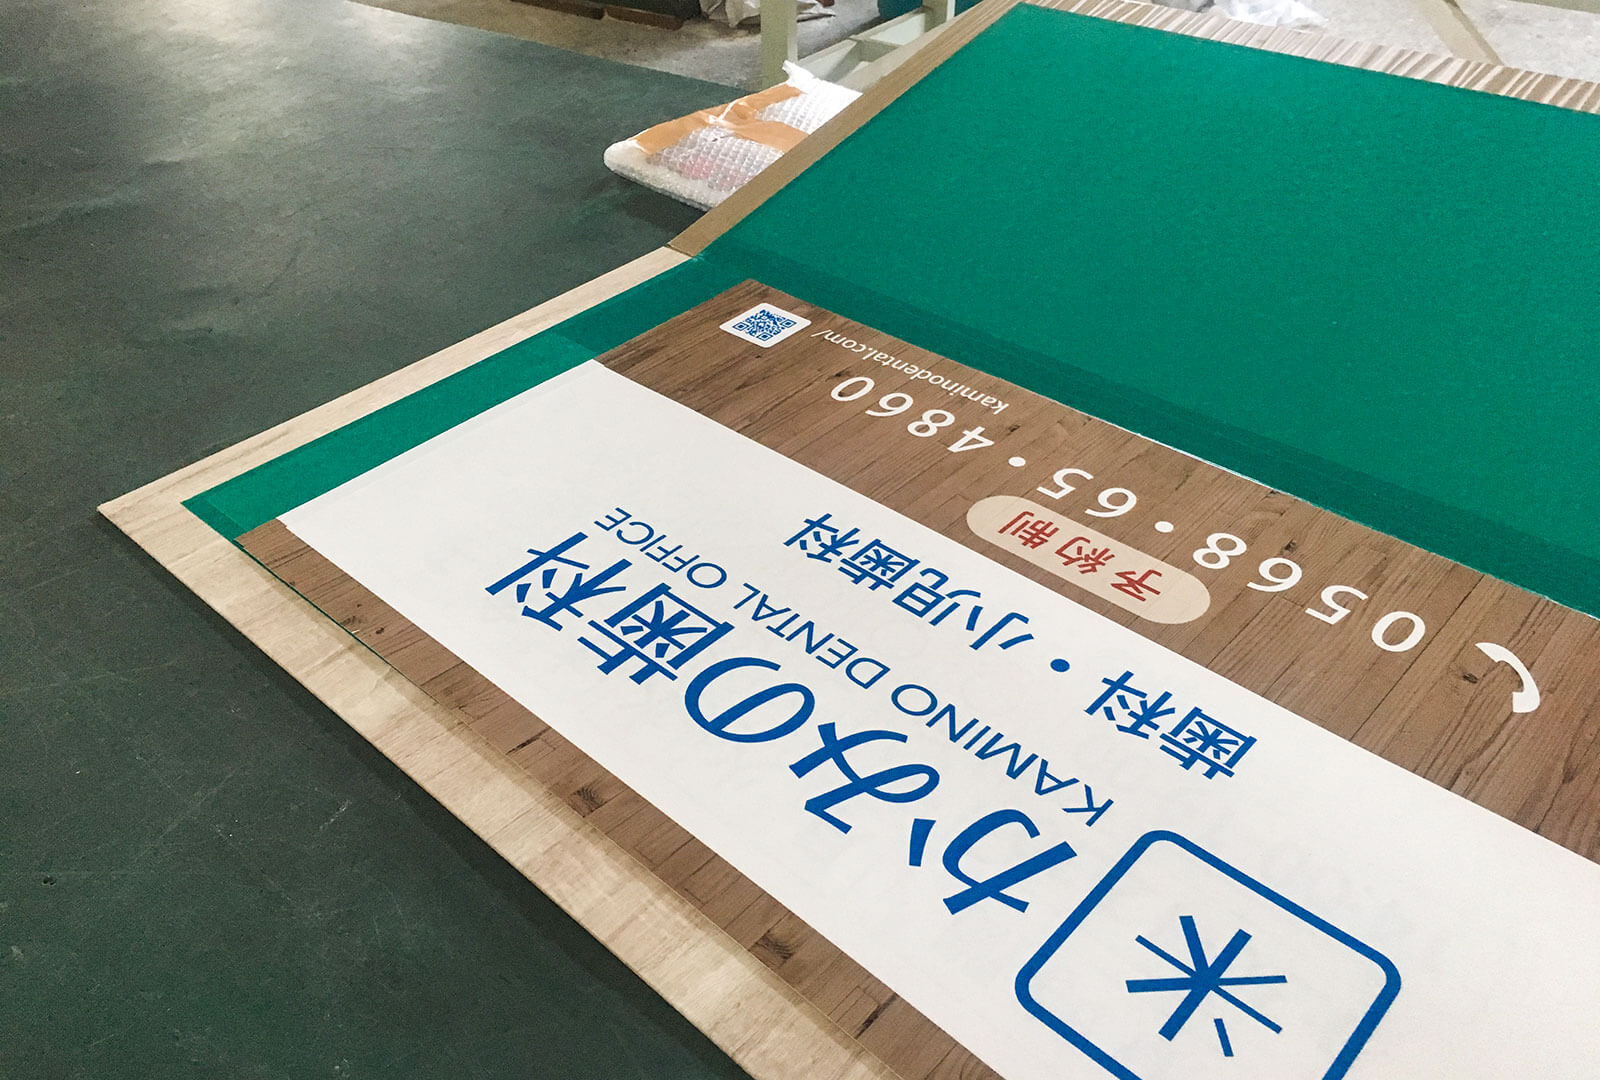 かみの歯科
KAMINO DENTAL OFFICE
歯科・小児歯科
予約制
0568・65・4860
kaminodental.com/